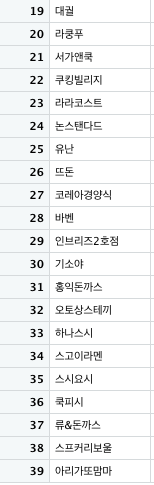 19 대궐
20 라쿵푸
21 서가앤쿡
22 쿠킹빌리지
23 라라코스트
24 논스탠다드
25 유난
26 뜨돈
27 코레아경양식
28 바벤
29 인브리즈2호점
30 기소야
31 홍익돈까스
32 오토상스테끼
33 하나스시
34 스고이라멘
35 스시요시
36 쿡피시
37 류&돈까스
38 스프커리보울
39 아리가또맘마